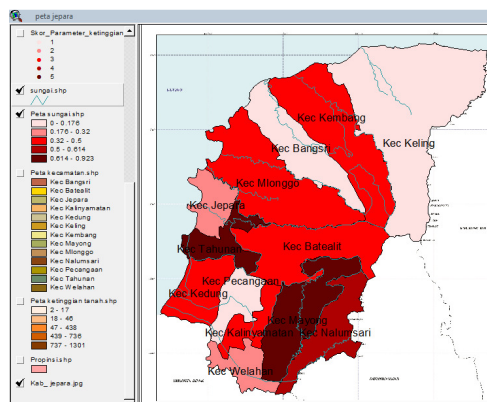 peta jepara
Skor_Parameter_ketinggian
1
2
3
4
5
sungai.shp
Peta sungai.shp
0 - 0.176
0.176 - 0.32
0.32 - 0.5
0.5 - 0.614
0.614 - 0.923
Peta kecamatan.shp
Kec Bangsri
Kec Batealit
Kec Jepara
Kec Kalinyamatan
Kec Kedung
Kec Keling
Kec Kembang
Kec Mayong
Kec Mlonggo
Kec Nalumsari
Kec Pecangaan
Kec Tahunan
Kec Welahan
Peta ketinggian tanah.shp
2 - 17
18 - 46
47 - 438
439 - 736
737 - 1301
Propinsi.shp
Kab_ jepara.jpg
Kec Kembang
Kec Keling
Kec Bangsri
Kec Mlonggo
Kec Jepara
Kec Tahunan
Kec Batealit
Kec Pecangaan
Kec Kedung
Kec Mayong
Kec Kalinyamatan
Kec Nalumsari
Kec Welahan